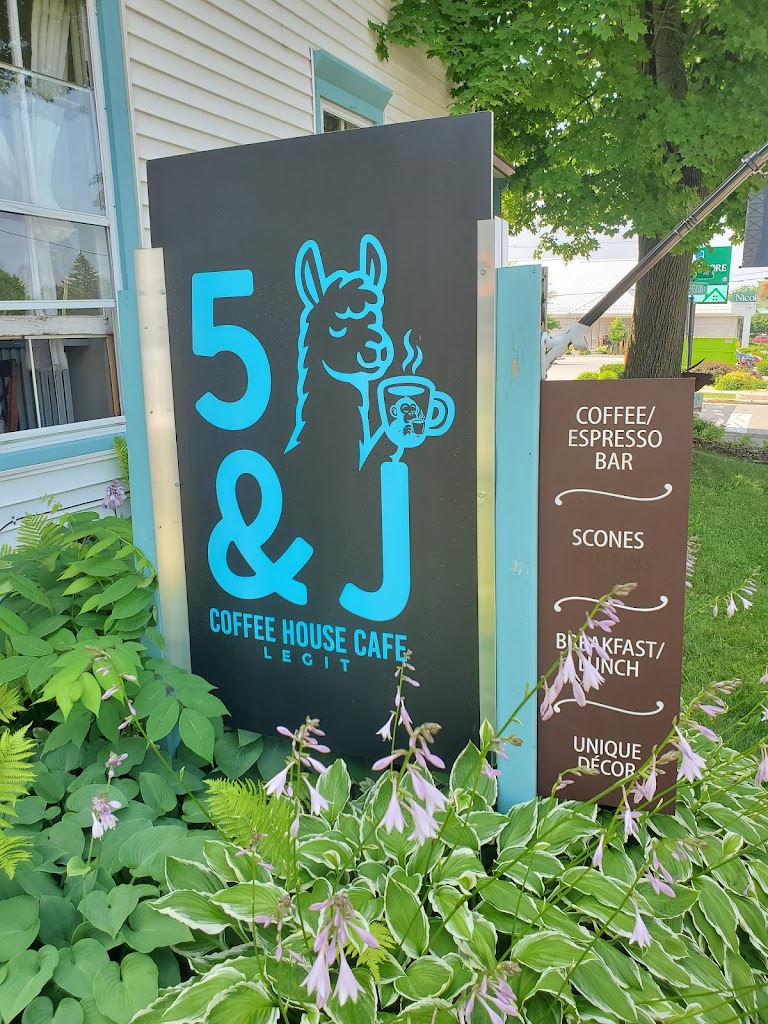 5
& J
COFFEE HOUSE CAFE
LEGIT
COFFEE/
ESPRESSO
BAR
SCONES
BREAKFAST/
LUNCH
UNIQUE
DÉCOR